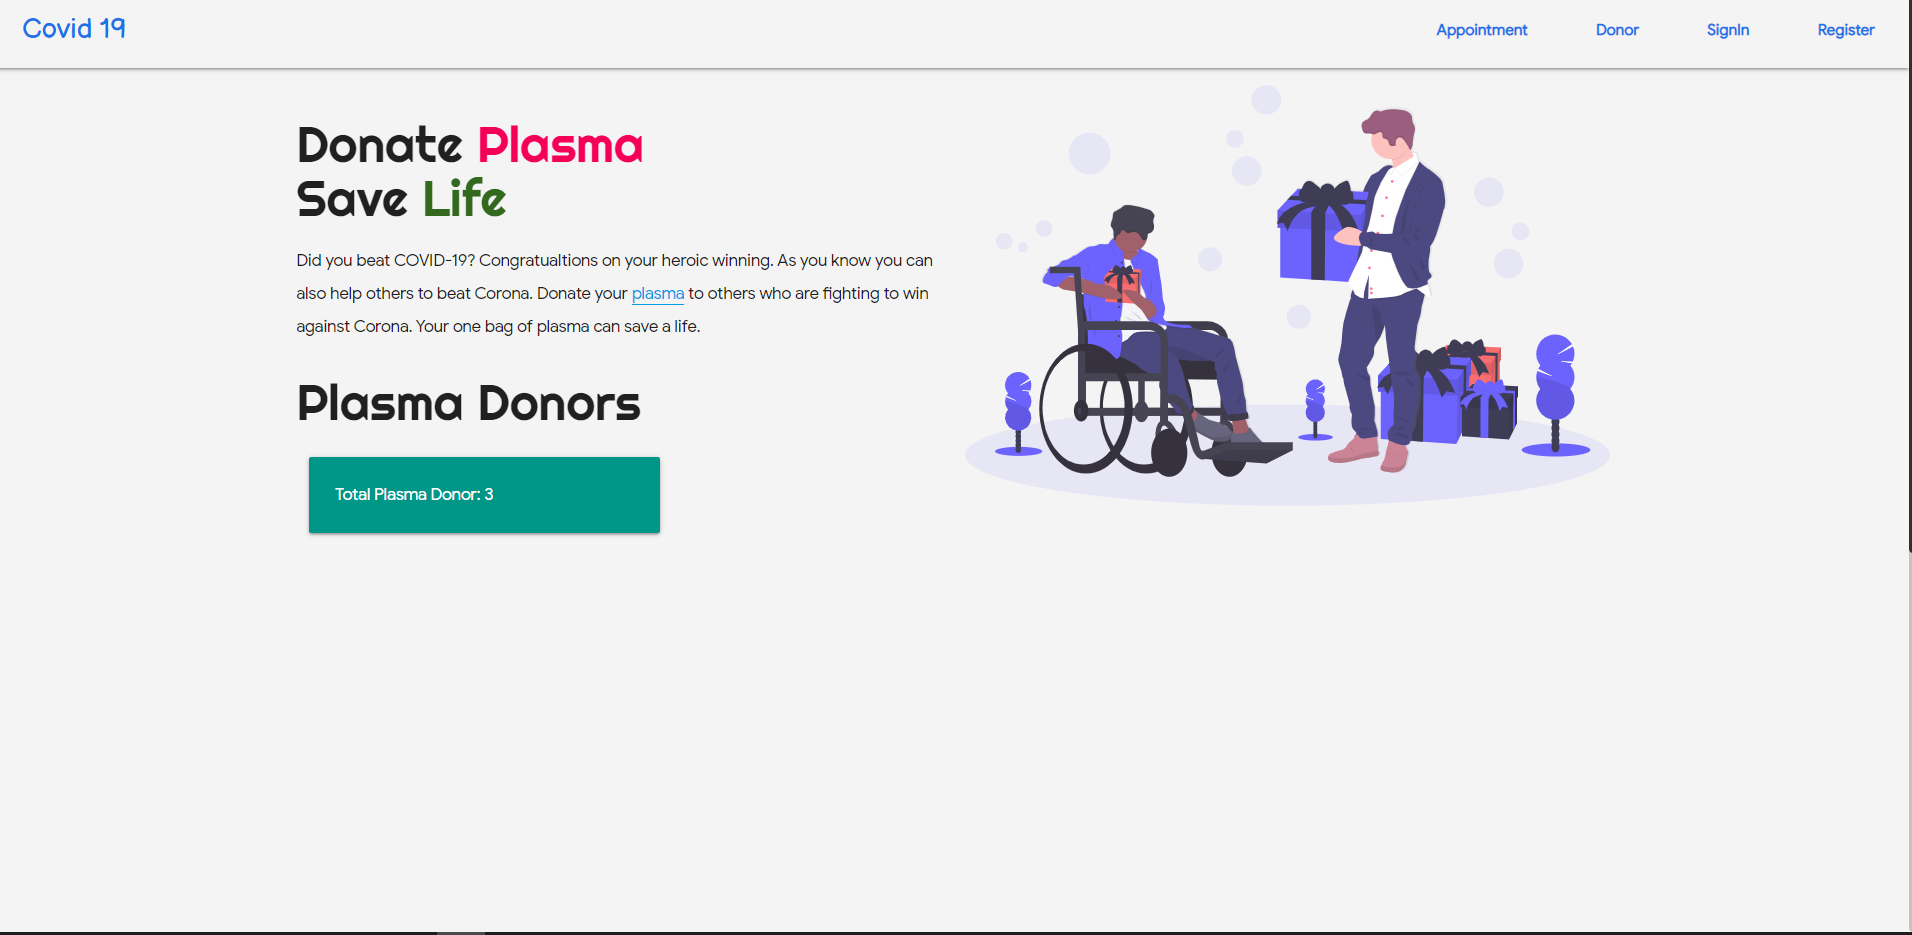 Covid 19
Appointment
Donor
SignIn
Register
Donate Plasma
Save Life
Did you beat COVID-19? Congratualtions on your heroic winning. As you know you can
also help others to beat Corona. Donate your plasma to others who are fighting to win
against Corona. Your one bag of plasma can save a life.
Plasma Donors
Total Plasma Donor: 3